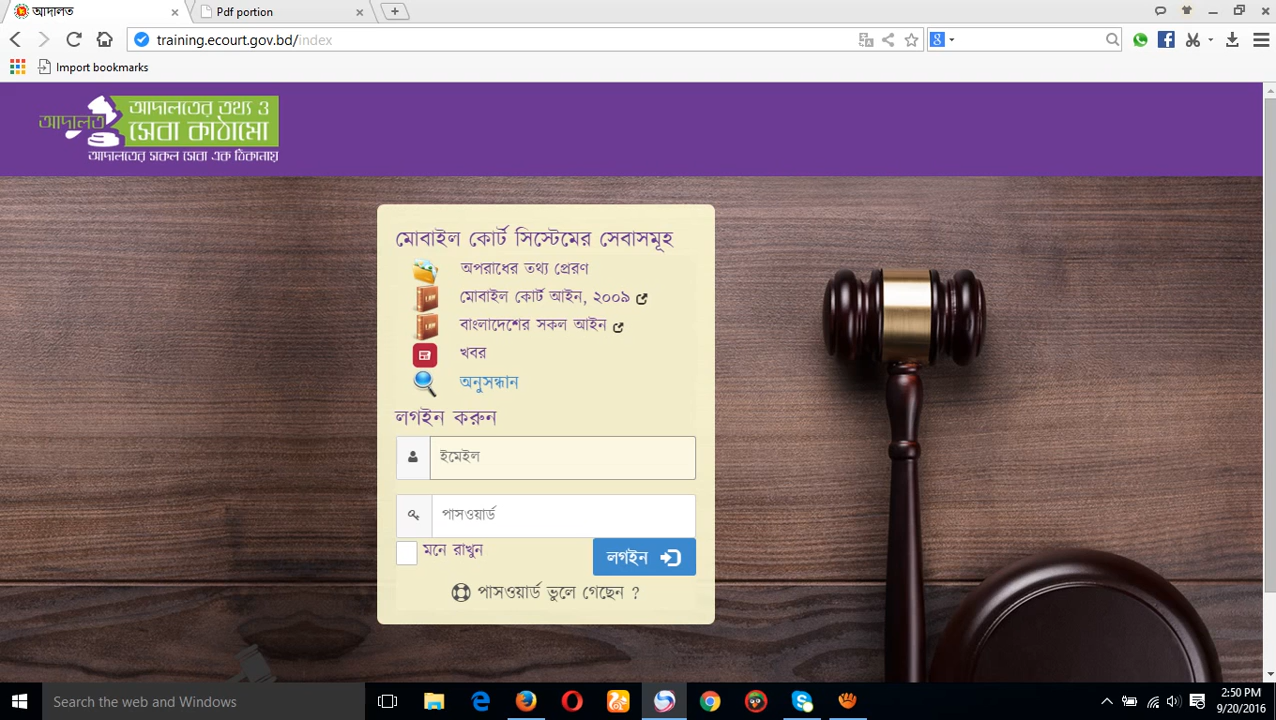 আদালত
Pdf portion
training.ecourt.gov.bd/index
Import bookmarks
আদালত
আদালতের তথ্য ও
সেবা কাঠামো
আদালতের সকল সেবা এক ঠিকানায়
মোবাইল কোর্ট সিস্টেমের সেবাসমূহ
অপরাধের তথ্য প্রেরণ
মোবাইল কোর্ট আইন, ২০০৯
বাংলাদেশের সকল আইন
খবর
অনুসন্ধান
লগইন করুন
ইমেইল
পাসওয়ার্ড
মনে রাখুন
লগইন
পাসওয়ার্ড ভুলে গেছেন ?
Search the web and Windows
2:50 PM
9/20/2016